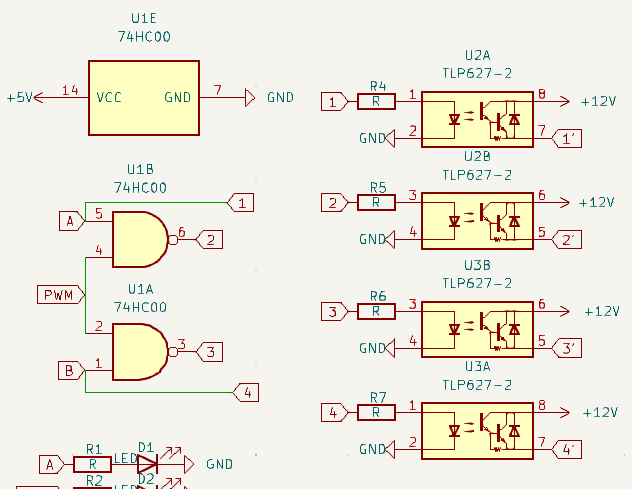 U1E
74HC00
+5V 14 VCC GND 7 GND
U1B
74HC00
1
A 5
6 2
4
PWM
U1A
74HC00
2
3 3
B 1
4
R1 LED D1
A R GND
R2 LED D2
U2A
TLP627-2
1 R4 R 1 8 +12V
GND 2 7 1'
U2B
TLP627-2
2 R5 R 3 6 +12V
GND 4 5 2'
U3B
TLP627-2
3 R6 R 3 6 +12V
GND 4 5 3'
U3A
TLP627-2
4 R7 R 1 8 +12V
GND 2 7 4'